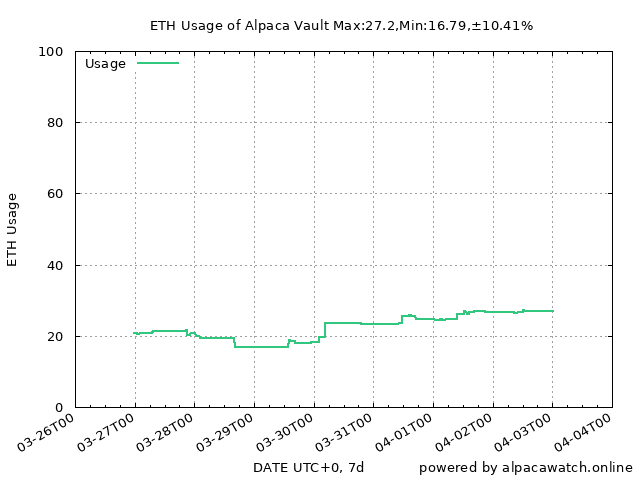 ETH Usage of Alpaca Vault Max:27.2,Min:16.79,±10.41%
Usage
100
80
60
40
20
0
ETH Usage
03-26T00
03-27T00
03-28T00
03-29T00
03-30T00
03-31T00
04-01T00
04-02T00
04-03T00
04-04T00
DATE UTC+0, 7d
powered by alpacawatch.online